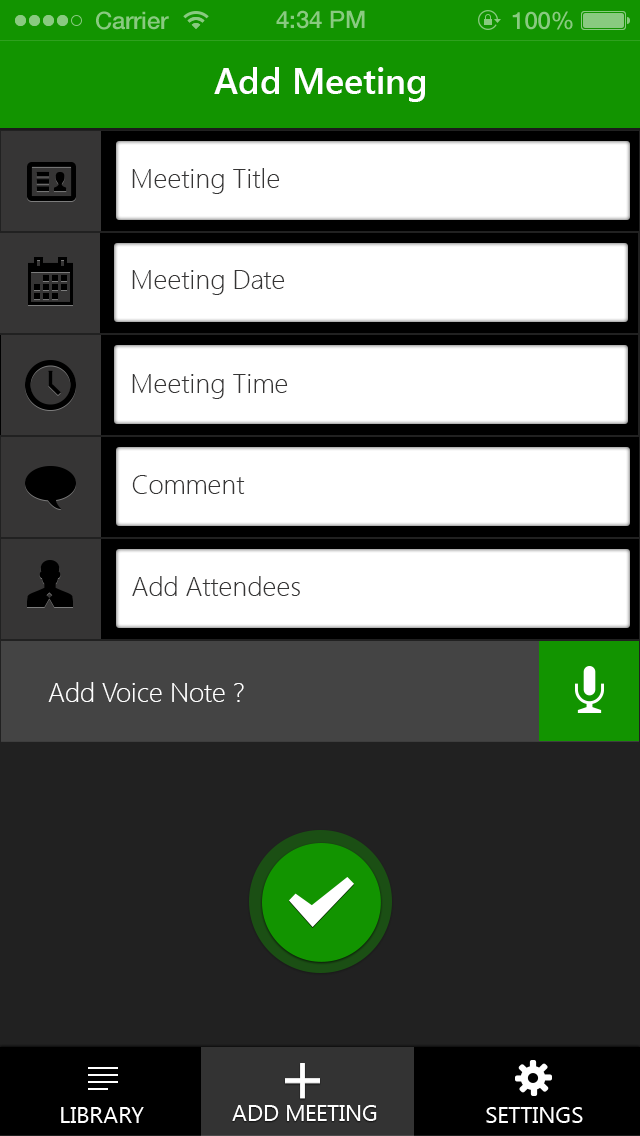 Carrier 4:34 PM 100%
Add Meeting
Meeting Title
Meeting Date
Meeting Time
Comment
Add Attendees
Add Voice Note ?
LIBRARY ADD MEETING SETTINGS